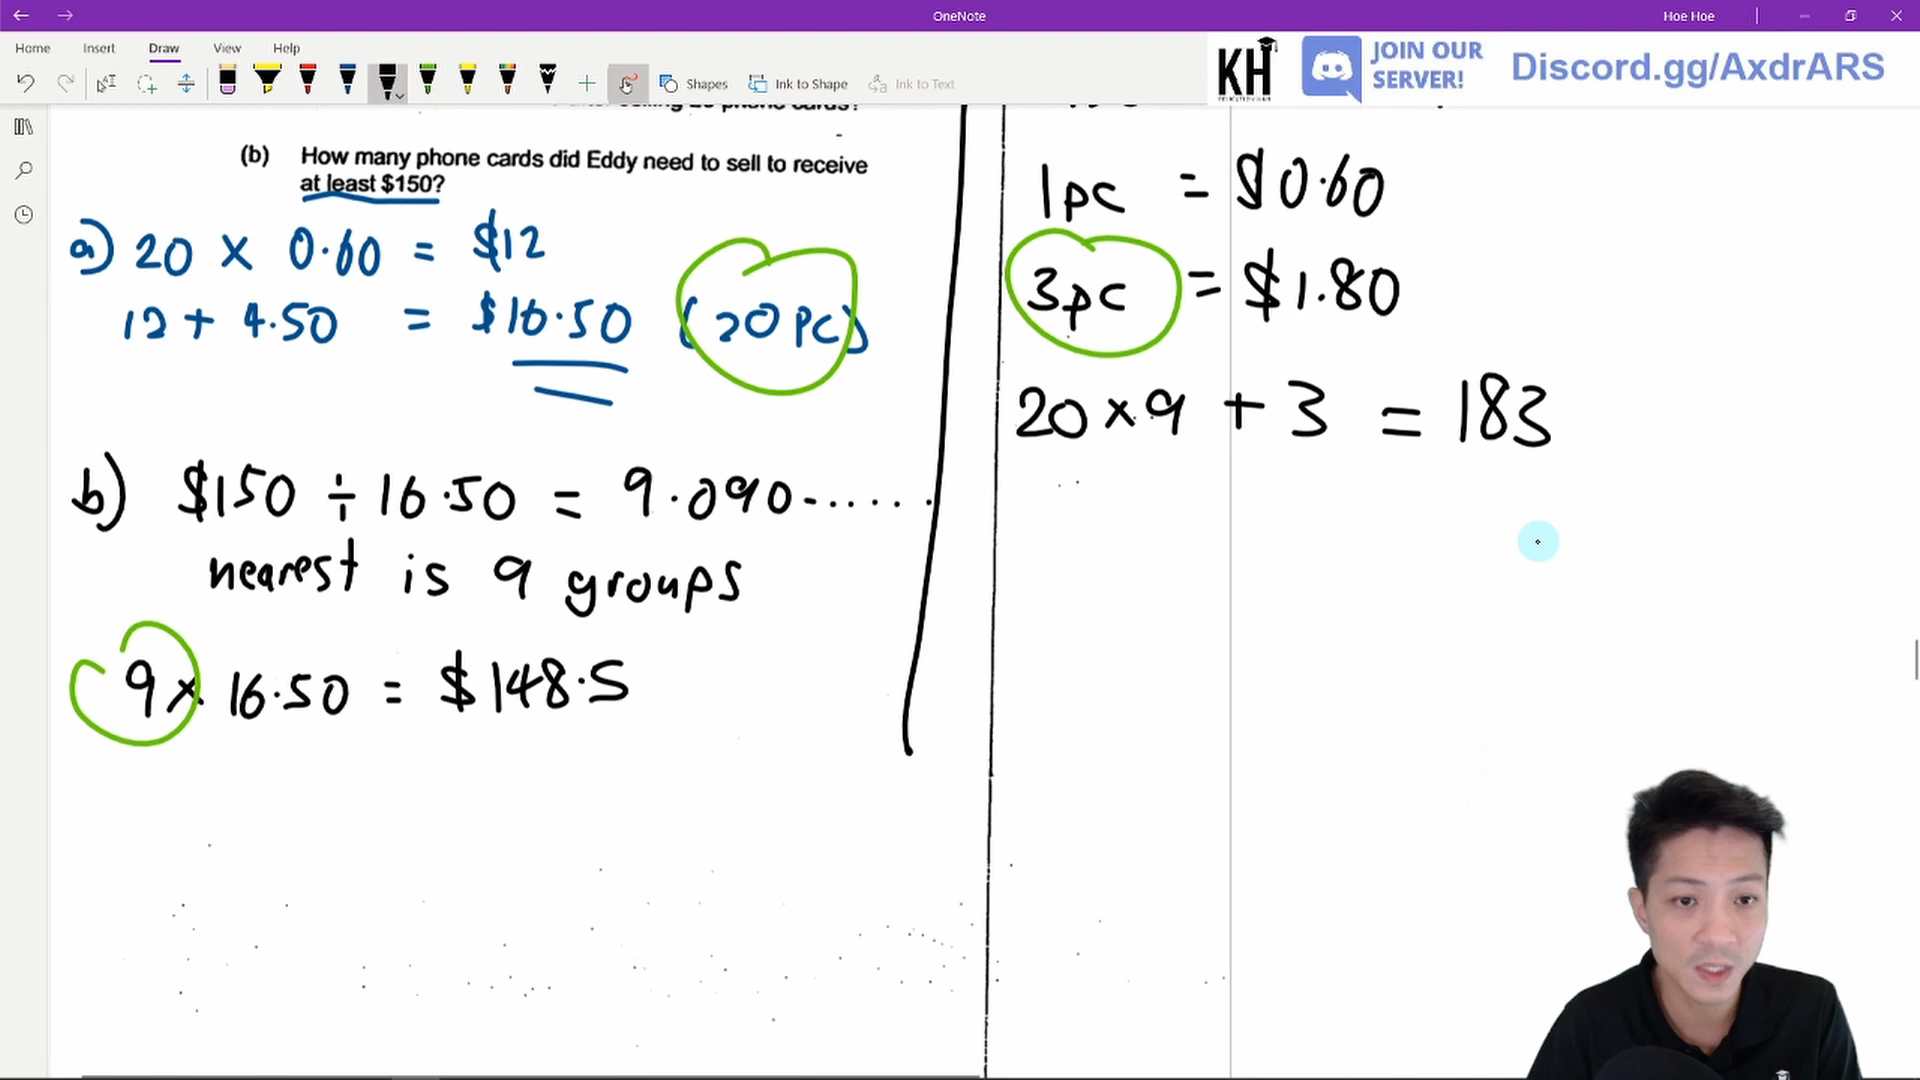 OneNote
Hoe Hoe
Home Insert Draw View Help
Shapes Ink to Shape Ink to Text
KH
JOIN OUR
SERVER!
Discord.gg/AxdrARS
phone cards?
(b) How many phone cards did Eddy need to sell to receive
at least $150?
a) 20 x 0.60 = $12
12 + 4.50 = $16.50 (20 PC)
b) $150 ÷ 16.50 = 9.090-.....
nearest is 9 groups
9 x 16.50 = $148.5
1pc = $0.60
3pc = $1.80
20 x 9 + 3 = 183